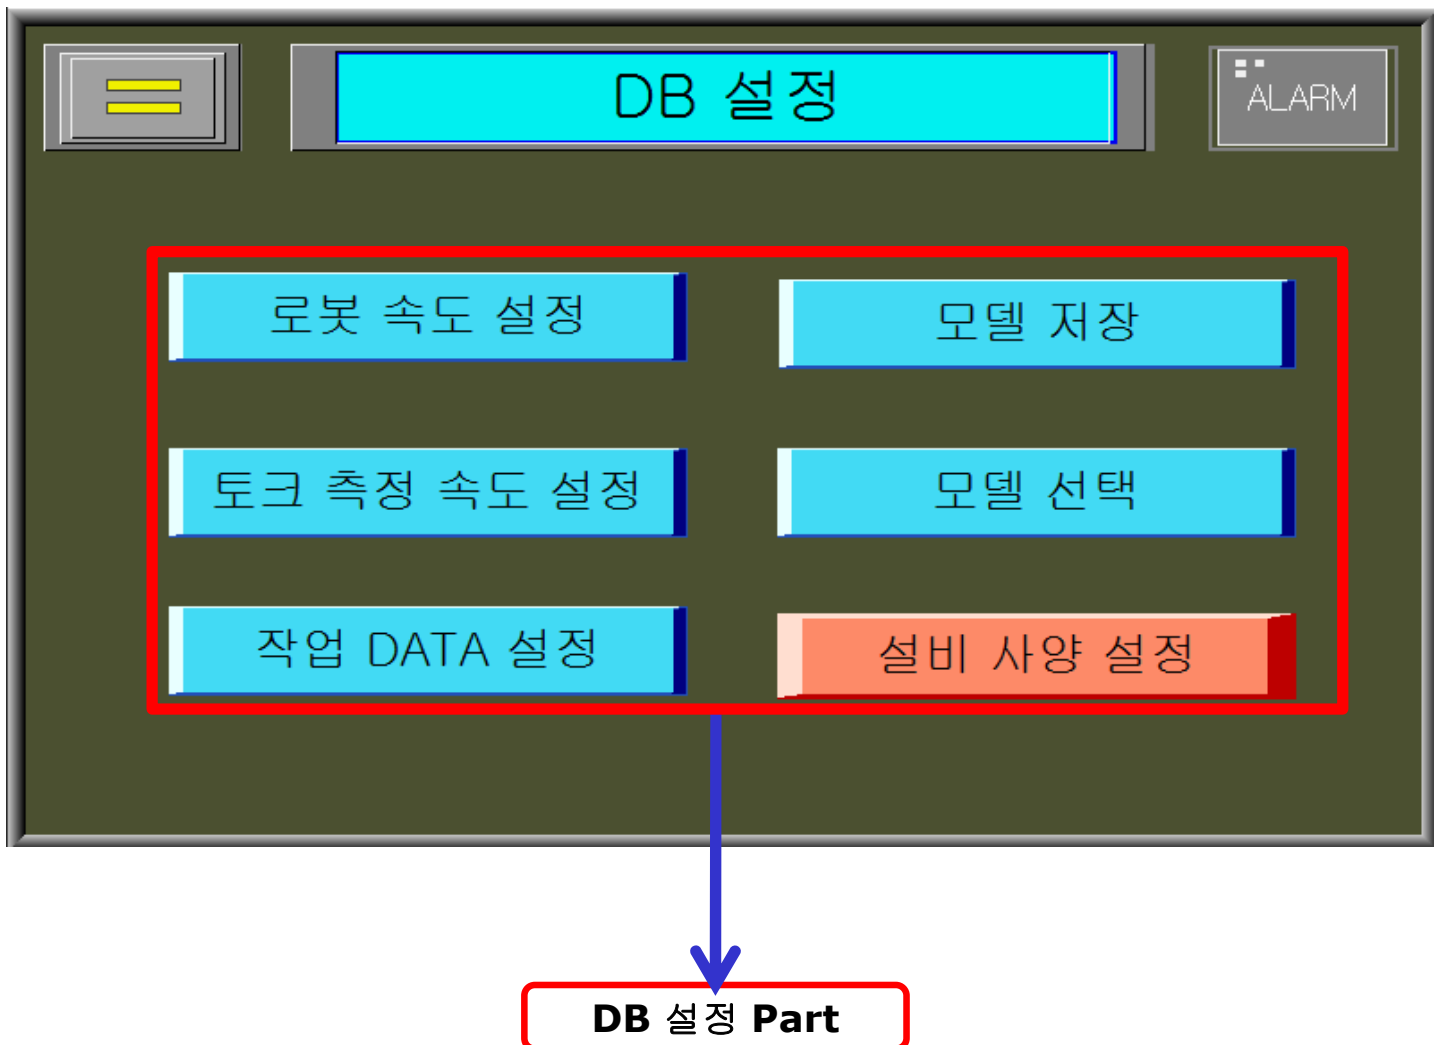 DB 설정
ALARM
로봇 속도 설정
모델 저장
토크 측정 속도 설정
모델 선택
작업 DATA 설정
설비 사양 설정
DB 설정 Part